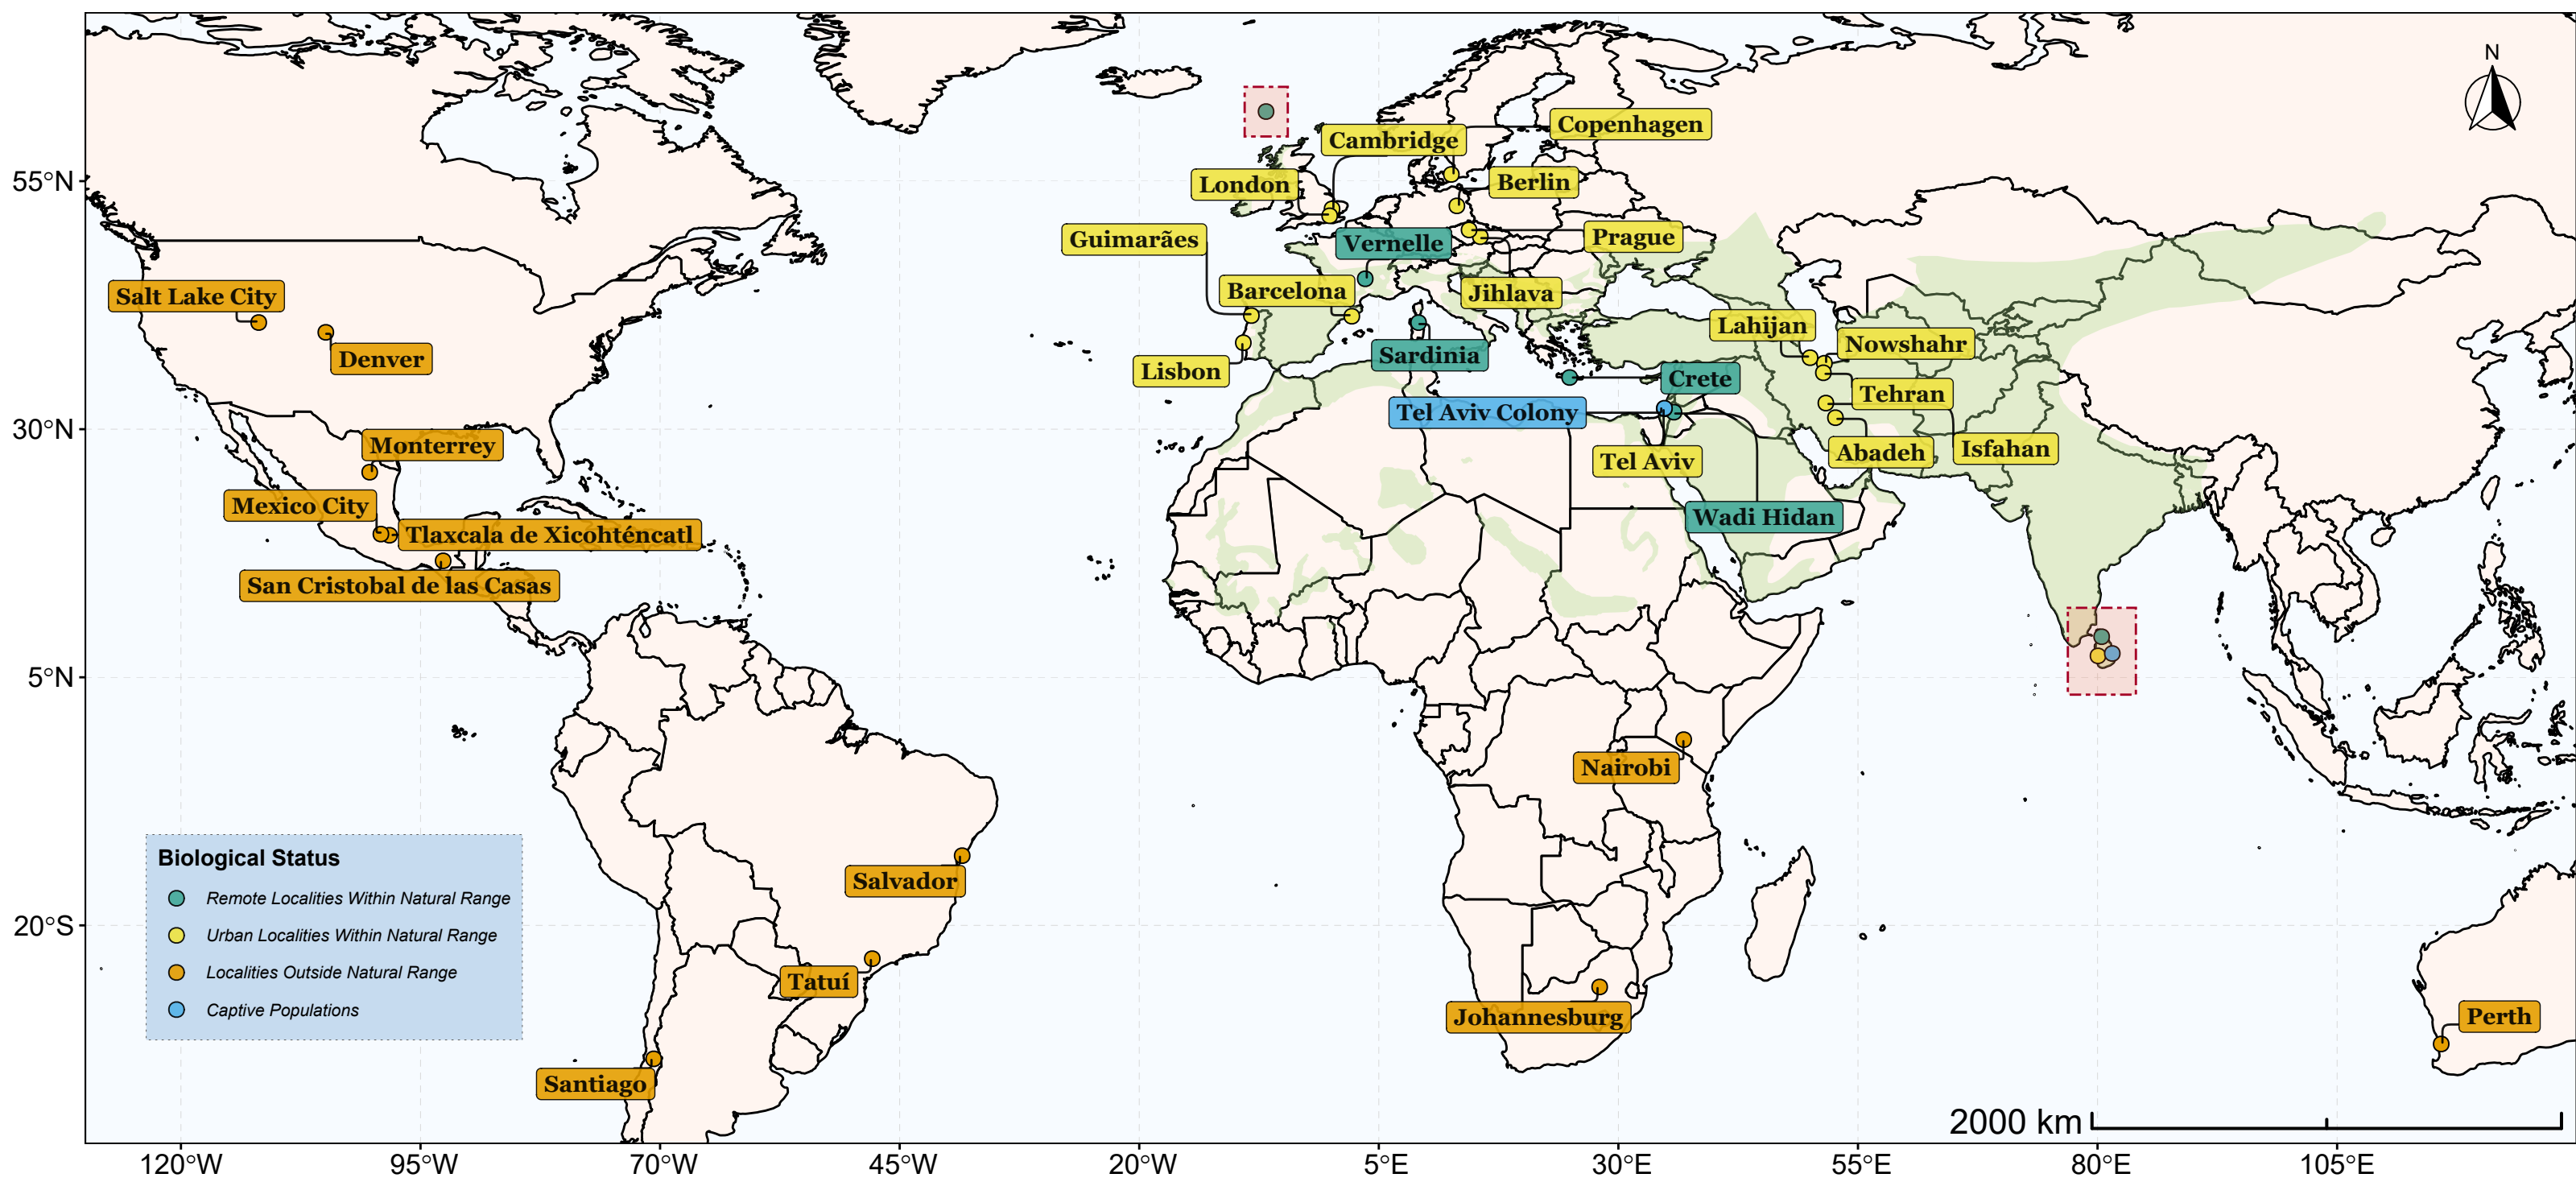 N
Copenhagen
Cambridge
55°N
London
Berlin
Guimarães
Vernelle
Prague
Salt Lake City
Barcelona
Jihlava
Lahijan
Nowshahr
Denver
Sardinia
Lisbon
Crete
Tehran
Tel Aviv Colony
30°N
Monterrey
Isfahan
Abadeh
Tel Aviv
Mexico City
Wadi Hidan
Tlaxcala de Xicohténcatl
San Cristobal de las Casas
5°N
Nairobi
Biological Status
Salvador
Remote Localities Within Natural Range
20°S
Urban Localities Within Natural Range
Localities Outside Natural Range
Tatuí
Captive Populations
Johannesburg
Perth
Santiago
2000 km
120°W
95°W
70°W
45°W
20°W
5°E
30°E
55°E
80°E
105°E